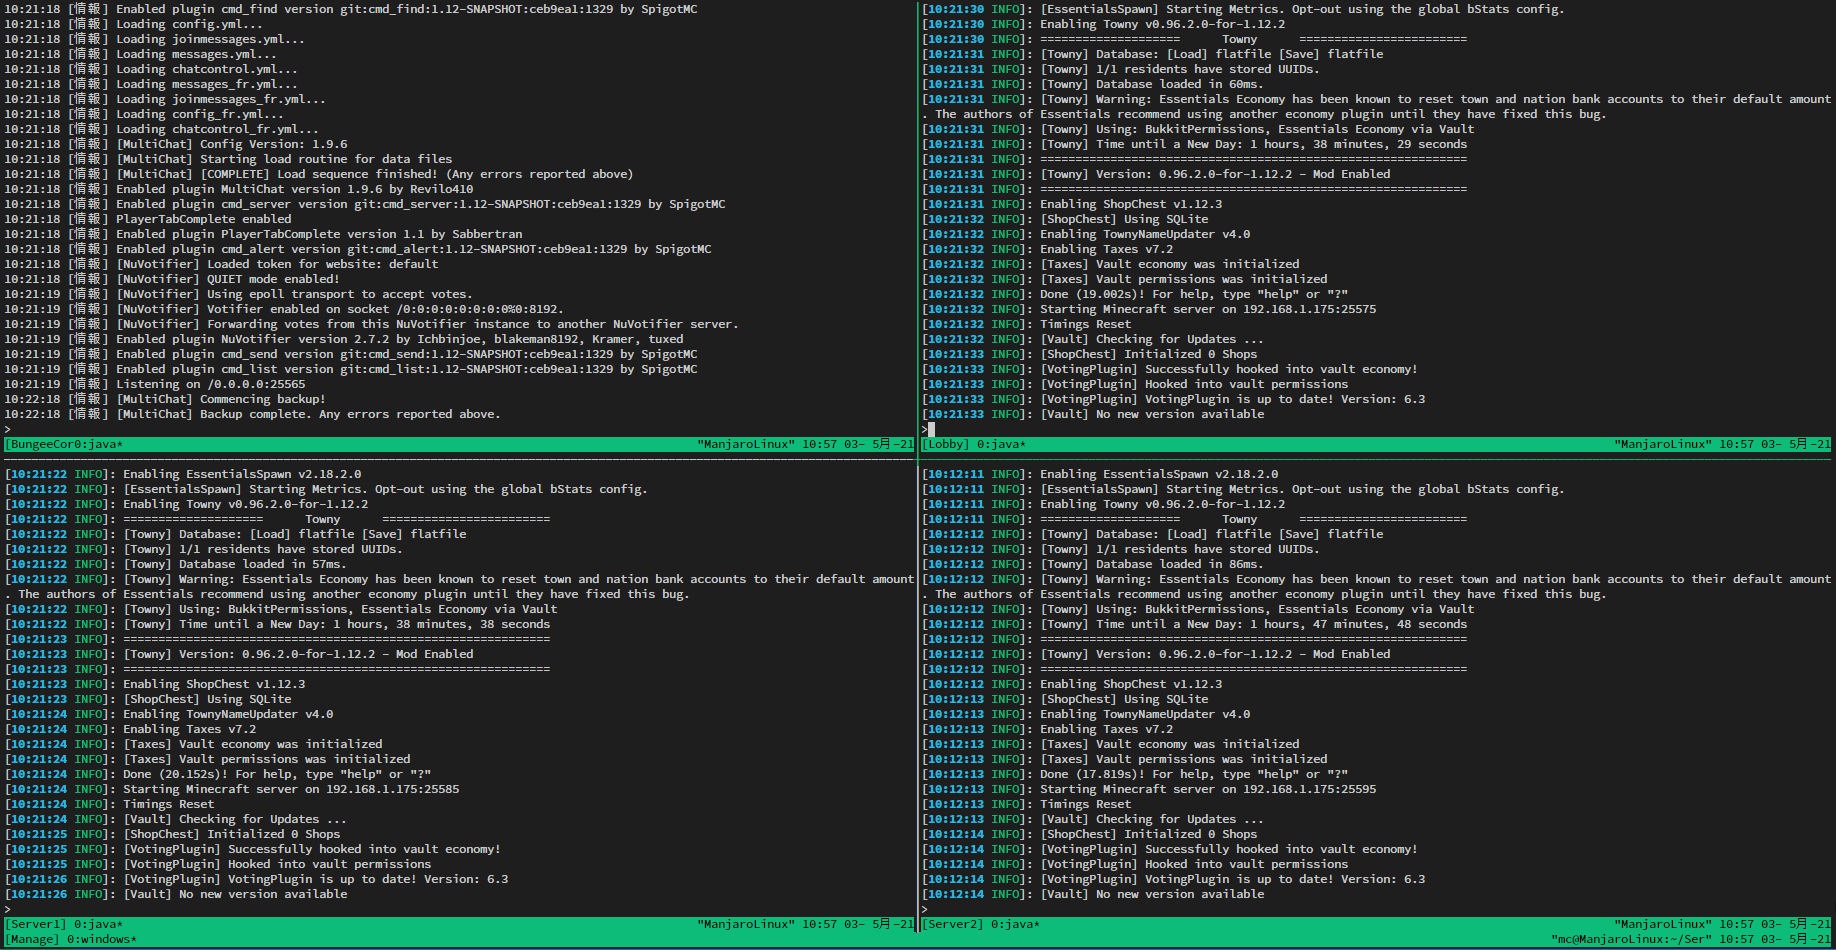 10:21:18 [情報] Enabled plugin cmd_find version git:cmd_find:1.12-SNAPSHOT:ceb9ea1:1329 by SpigotMC
10:21:18 [情報] Loading config.yml...
10:21:18 [情報] Loading joinmessages.yml...
10:21:18 [情報] Loading messages.yml...
10:21:18 [情報] Loading chatcontrol.yml...
10:21:18 [情報] Loading messages_fr.yml...
10:21:18 [情報] Loading joinmessages_fr.yml...
10:21:18 [情報] Loading config_fr.yml...
10:21:18 [情報] Loading chatcontrol_fr.yml...
10:21:18 [情報] [MultiChat] Config Version: 1.9.6
10:21:18 [情報] [MultiChat] Starting load routine for data files
10:21:18 [情報] [MultiChat] [COMPLETE] Load sequence finished! (Any errors reported above)
10:21:18 [情報] Enabled plugin MultiChat version 1.9.6 by Revilo410
10:21:18 [情報] Enabled plugin cmd_server version git:cmd_server:1.12-SNAPSHOT:ceb9ea1:1329 by SpigotMC
10:21:18 [情報] PlayerTabComplete enabled
10:21:18 [情報] Enabled plugin PlayerTabComplete version 1.1 by Sabbertran
10:21:18 [情報] Enabled plugin cmd_alert version git:cmd_alert:1.12-SNAPSHOT:ceb9ea1:1329 by SpigotMC
10:21:18 [情報] [NuVotifier] Loaded token for website: default
10:21:18 [情報] [NuVotifier] QUIET mode enabled!
10:21:19 [情報] [NuVotifier] Using epoll transport to accept votes.
10:21:19 [情報] [NuVotifier] Votifier enabled on socket /0:0:0:0:0:0:0:0%0:8192.
10:21:19 [情報] [NuVotifier] Forwarding votes from this NuVotifier instance to another NuVotifier server.
10:21:19 [情報] Enabled plugin NuVotifier version 2.7.2 by Ichbinjoe, blakeman8192, Kramer, tuxed
10:21:19 [情報] Enabled plugin cmd_send version git:cmd_send:1.12-SNAPSHOT:ceb9ea1:1329 by SpigotMC
10:21:19 [情報] Enabled plugin cmd_list version git:cmd_list:1.12-SNAPSHOT:ceb9ea1:1329 by SpigotMC
10:21:19 [情報] Listening on /0.0.0.0:25565
10:22:18 [情報] [MultiChat] Commencing backup!
10:22:18 [情報] [MultiChat] Backup complete. Any errors reported above.
>
[BungeeCor0:java* "ManjaroLinux" 10:57 03- 5月-21
[10:21:30 INFO]: [EssentialsSpawn] Starting Metrics. Opt-out using the global bStats config.
[10:21:30 INFO]: Enabling Towny v0.96.2.0-for-1.12.2
[10:21:30 INFO]: ==================== Towny ========================
[10:21:31 INFO]: [Towny] Database: [Load] flatfile [Save] flatfile
[10:21:31 INFO]: [Towny] 1/1 residents have stored UUIDs.
[10:21:31 INFO]: [Towny] Database loaded in 60ms.
[10:21:31 INFO]: [Towny] Warning: Essentials Economy has been known to reset town and nation bank accounts to their default amount
. The authors of Essentials recommend using another economy plugin until they have fixed this bug.
[10:21:31 INFO]: [Towny] Using: BukkitPermissions, Essentials Economy via Vault
[10:21:31 INFO]: [Towny] Time until a New Day: 1 hours, 38 minutes, 29 seconds
[10:21:31 INFO]: =============================================================
[10:21:31 INFO]: [Towny] Version: 0.96.2.0-for-1.12.2 - Mod Enabled
[10:21:31 INFO]: =============================================================
[10:21:31 INFO]: Enabling ShopChest v1.12.3
[10:21:32 INFO]: [ShopChest] Using SQLite
[10:21:32 INFO]: Enabling TownyNameUpdater v4.0
[10:21:32 INFO]: Enabling Taxes v7.2
[10:21:32 INFO]: [Taxes] Vault economy was initialized
[10:21:32 INFO]: [Taxes] Vault permissions was initialized
[10:21:32 INFO]: Done (19.002s)! For help, type "help" or "?"
[10:21:32 INFO]: Starting Minecraft server on 192.168.1.175:25575
[10:21:32 INFO]: Timings Reset
[10:21:32 INFO]: [Vault] Checking for Updates ...
[10:21:33 INFO]: [ShopChest] Initialized 0 Shops
[10:21:33 INFO]: [VotingPlugin] Successfully hooked into vault economy!
[10:21:33 INFO]: [VotingPlugin] Hooked into vault permissions
[10:21:33 INFO]: [VotingPlugin] VotingPlugin is up to date! Version: 6.3
[10:21:33 INFO]: [Vault] No new version available
>
[Lobby] 0:java* "ManjaroLinux" 10:57 03- 5月-21
[10:21:22 INFO]: Enabling EssentialsSpawn v2.18.2.0
[10:21:22 INFO]: [EssentialsSpawn] Starting Metrics. Opt-out using the global bStats config.
[10:21:22 INFO]: Enabling Towny v0.96.2.0-for-1.12.2
[10:21:22 INFO]: ==================== Towny ========================
[10:21:22 INFO]: [Towny] Database: [Load] flatfile [Save] flatfile
[10:21:22 INFO]: [Towny] 1/1 residents have stored UUIDs.
[10:21:22 INFO]: [Towny] Database loaded in 57ms.
[10:21:22 INFO]: [Towny] Warning: Essentials Economy has been known to reset town and nation bank accounts to their default amount
. The authors of Essentials recommend using another economy plugin until they have fixed this bug.
[10:21:22 INFO]: [Towny] Using: BukkitPermissions, Essentials Economy via Vault
[10:21:22 INFO]: [Towny] Time until a New Day: 1 hours, 38 minutes, 38 seconds
[10:21:23 INFO]: =============================================================
[10:21:23 INFO]: [Towny] Version: 0.96.2.0-for-1.12.2 - Mod Enabled
[10:21:23 INFO]: =============================================================
[10:21:23 INFO]: Enabling ShopChest v1.12.3
[10:21:23 INFO]: [ShopChest] Using SQLite
[10:21:24 INFO]: Enabling TownyNameUpdater v4.0
[10:21:24 INFO]: Enabling Taxes v7.2
[10:21:24 INFO]: [Taxes] Vault economy was initialized
[10:21:24 INFO]: [Taxes] Vault permissions was initialized
[10:21:24 INFO]: Done (20.152s)! For help, type "help" or "?"
[10:21:24 INFO]: Starting Minecraft server on 192.168.1.175:25585
[10:21:24 INFO]: Timings Reset
[10:21:24 INFO]: [Vault] Checking for Updates ...
[10:21:25 INFO]: [ShopChest] Initialized 0 Shops
[10:21:25 INFO]: [VotingPlugin] Successfully hooked into vault economy!
[10:21:25 INFO]: [VotingPlugin] Hooked into vault permissions
[10:21:26 INFO]: [VotingPlugin] VotingPlugin is up to date! Version: 6.3
[10:21:26 INFO]: [Vault] No new version available
>
[Server1] 0:java* "ManjaroLinux" 10:57 03- 5月-21
[10:12:11 INFO]: Enabling EssentialsSpawn v2.18.2.0
[10:12:11 INFO]: [EssentialsSpawn] Starting Metrics. Opt-out using the global bStats config.
[10:12:11 INFO]: Enabling Towny v0.96.2.0-for-1.12.2
[10:12:11 INFO]: ==================== Towny ========================
[10:12:11 INFO]: [Towny] Database: [Load] flatfile [Save] flatfile
[10:12:12 INFO]: [Towny] 1/1 residents have stored UUIDs.
[10:12:12 INFO]: [Towny] Database loaded in 86ms.
[10:12:12 INFO]: [Towny] Warning: Essentials Economy has been known to reset town and nation bank accounts to their default amount
. The authors of Essentials recommend using another economy plugin until they have fixed this bug.
[10:12:12 INFO]: [Towny] Using: BukkitPermissions, Essentials Economy via Vault
[10:12:12 INFO]: [Towny] Time until a New Day: 1 hours, 47 minutes, 48 seconds
[10:12:12 INFO]: =============================================================
[10:12:12 INFO]: [Towny] Version: 0.96.2.0-for-1.12.2 - Mod Enabled
[10:12:12 INFO]: =============================================================
[10:12:12 INFO]: Enabling ShopChest v1.12.3
[10:12:13 INFO]: [ShopChest] Using SQLite
[10:12:13 INFO]: Enabling TownyNameUpdater v4.0
[10:12:13 INFO]: Enabling Taxes v7.2
[10:12:13 INFO]: [Taxes] Vault economy was initialized
[10:12:13 INFO]: [Taxes] Vault permissions was initialized
[10:12:13 INFO]: Done (17.819s)! For help, type "help" or "?"
[10:12:13 INFO]: Starting Minecraft server on 192.168.1.175:25595
[10:12:13 INFO]: Timings Reset
[10:12:13 INFO]: [Vault] Checking for Updates ...
[10:12:14 INFO]: [ShopChest] Initialized 0 Shops
[10:12:14 INFO]: [VotingPlugin] Successfully hooked into vault economy!
[10:12:14 INFO]: [VotingPlugin] Hooked into vault permissions
[10:12:14 INFO]: [VotingPlugin] VotingPlugin is up to date! Version: 6.3
[10:12:14 INFO]: [Vault] No new version available
>
[Server2] 0:java* "ManjaroLinux" 10:57 03- 5月-21
[Manage] 0:windows* "mc@ManjaroLinux:~/Ser" 10:57 03- 5月-21